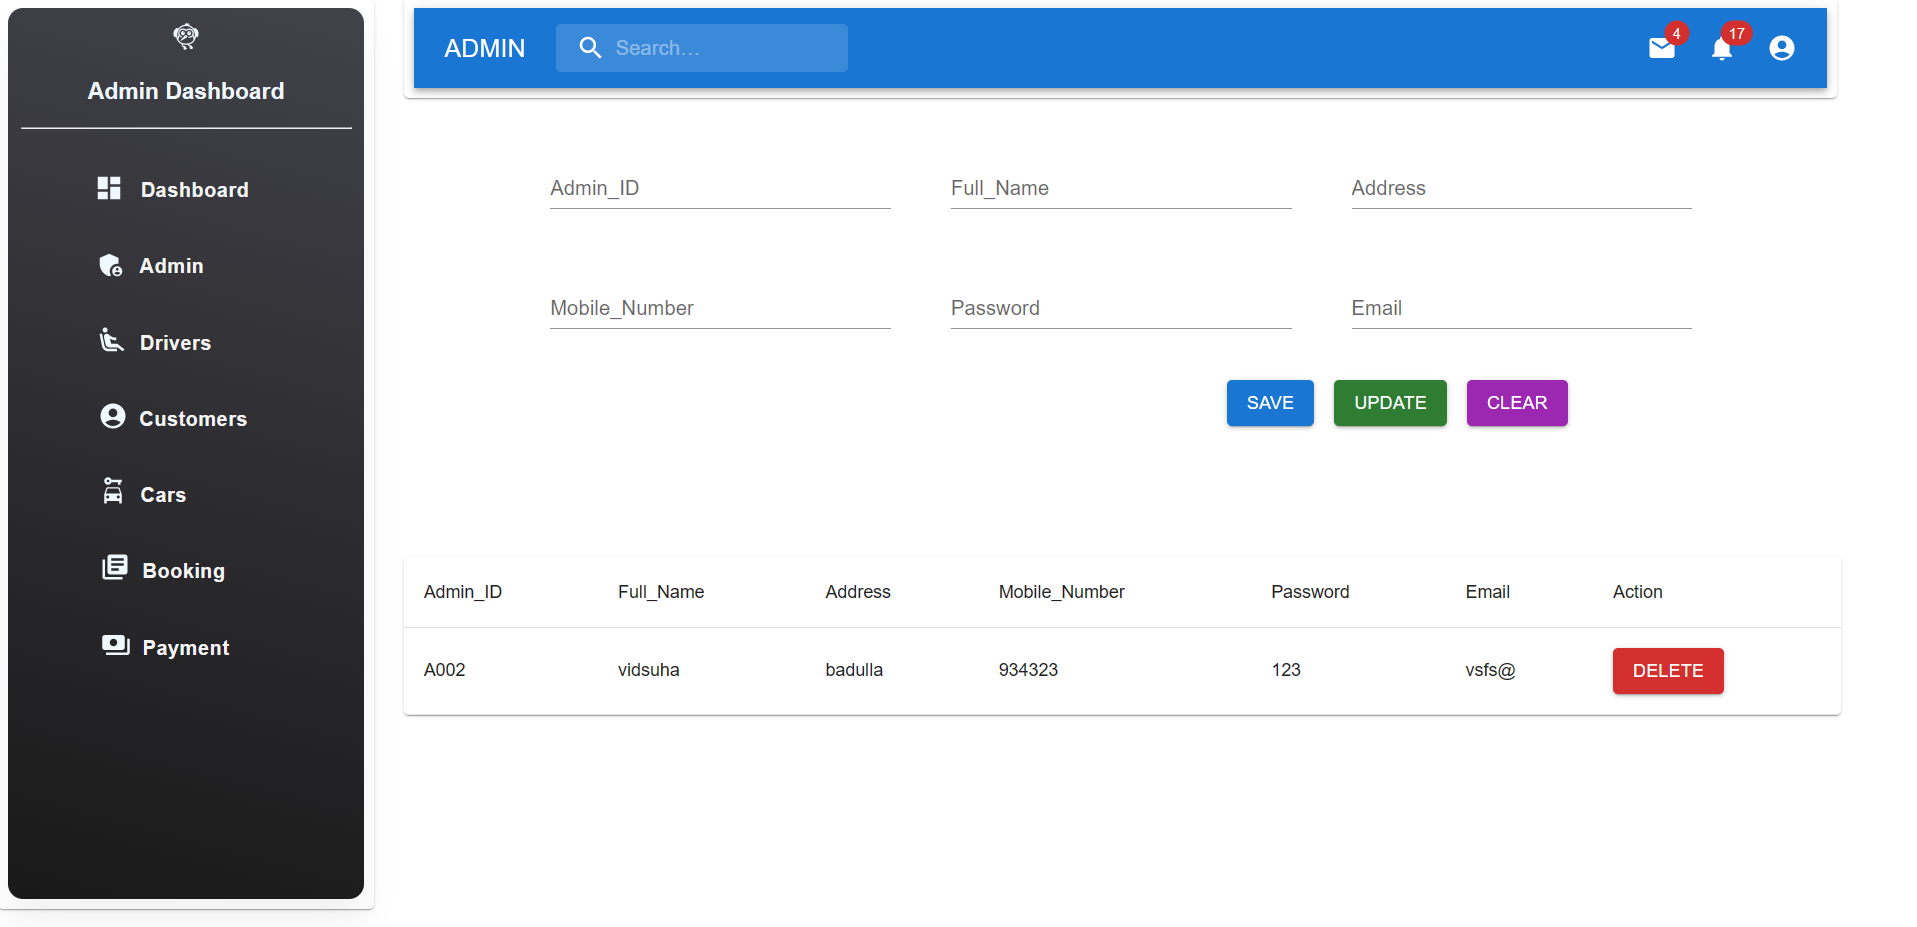 Admin Dashboard
Dashboard
Admin
Drivers
Customers
Cars
Booking
Payment
ADMIN Search... 4 17
Admin_ID Full_Name Address
Mobile_Number Password Email
SAVE UPDATE CLEAR
Admin_ID Full_Name Address Mobile_Number Password Email Action
A002 vidsuha badulla 934323 123 vsfs@ DELETE